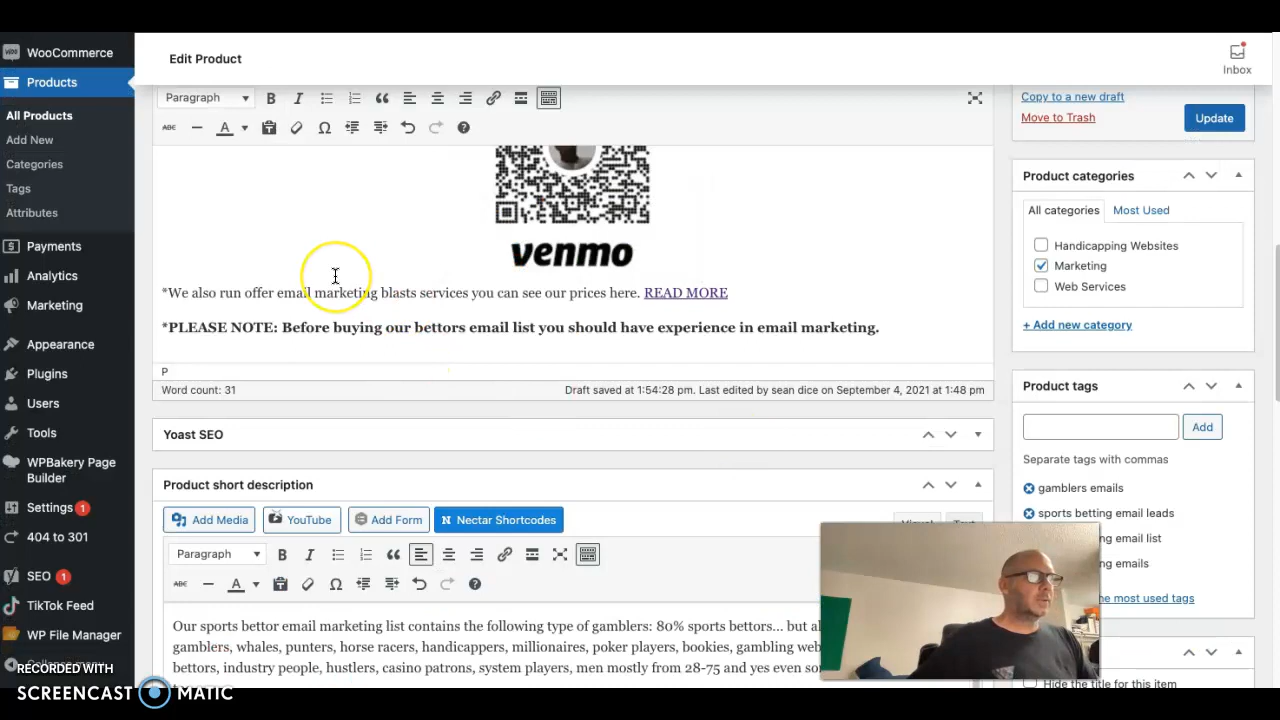 WooCommerce
Edit Product
Inbox
Products
All Products
Add New
Categories
Tags
Attributes
Payments
Analytics
Marketing
Appearance
Plugins
Users
Tools
WPBakery Page
Builder
Settings 1
404 to 301
SEO 1
TikTok Feed
WP File Manager
Paragraph
ABC
venmo
*We also run offer email marketing blasts services you can see our prices here. READ MORE
*PLEASE NOTE: Before buying our bettors email list you should have experience in email marketing.
P
Word count: 31
Draft saved at 1:54:28 pm. Last edited by sean dice on September 4, 2021 at 1:48 pm
Yoast SEO
Product short description
Add Media
YouTube
Add Form
N Nectar Shortcodes
Paragraph
ABC
Our sports bettor email marketing list contains the following type of gamblers: 80% sports bettors... but
gamblers, whales, punters, horse racers, handicappers, millionaires, poker players, bookies, gambling
bettors, industry people, hustlers, casino patrons, system players, men mostly from 28-75 and yes even
Copy to a new draft
Move to Trash
Update
Product categories
All categories
Most Used
Handicapping Websites
Marketing
Web Services
+ Add new category
Product tags
Add
Separate tags with commas
gamblers emails
sports betting email leads
email list
emails
most used tags
Hide the title for this item
RECORDED WITH
SCREENCAST MATIC